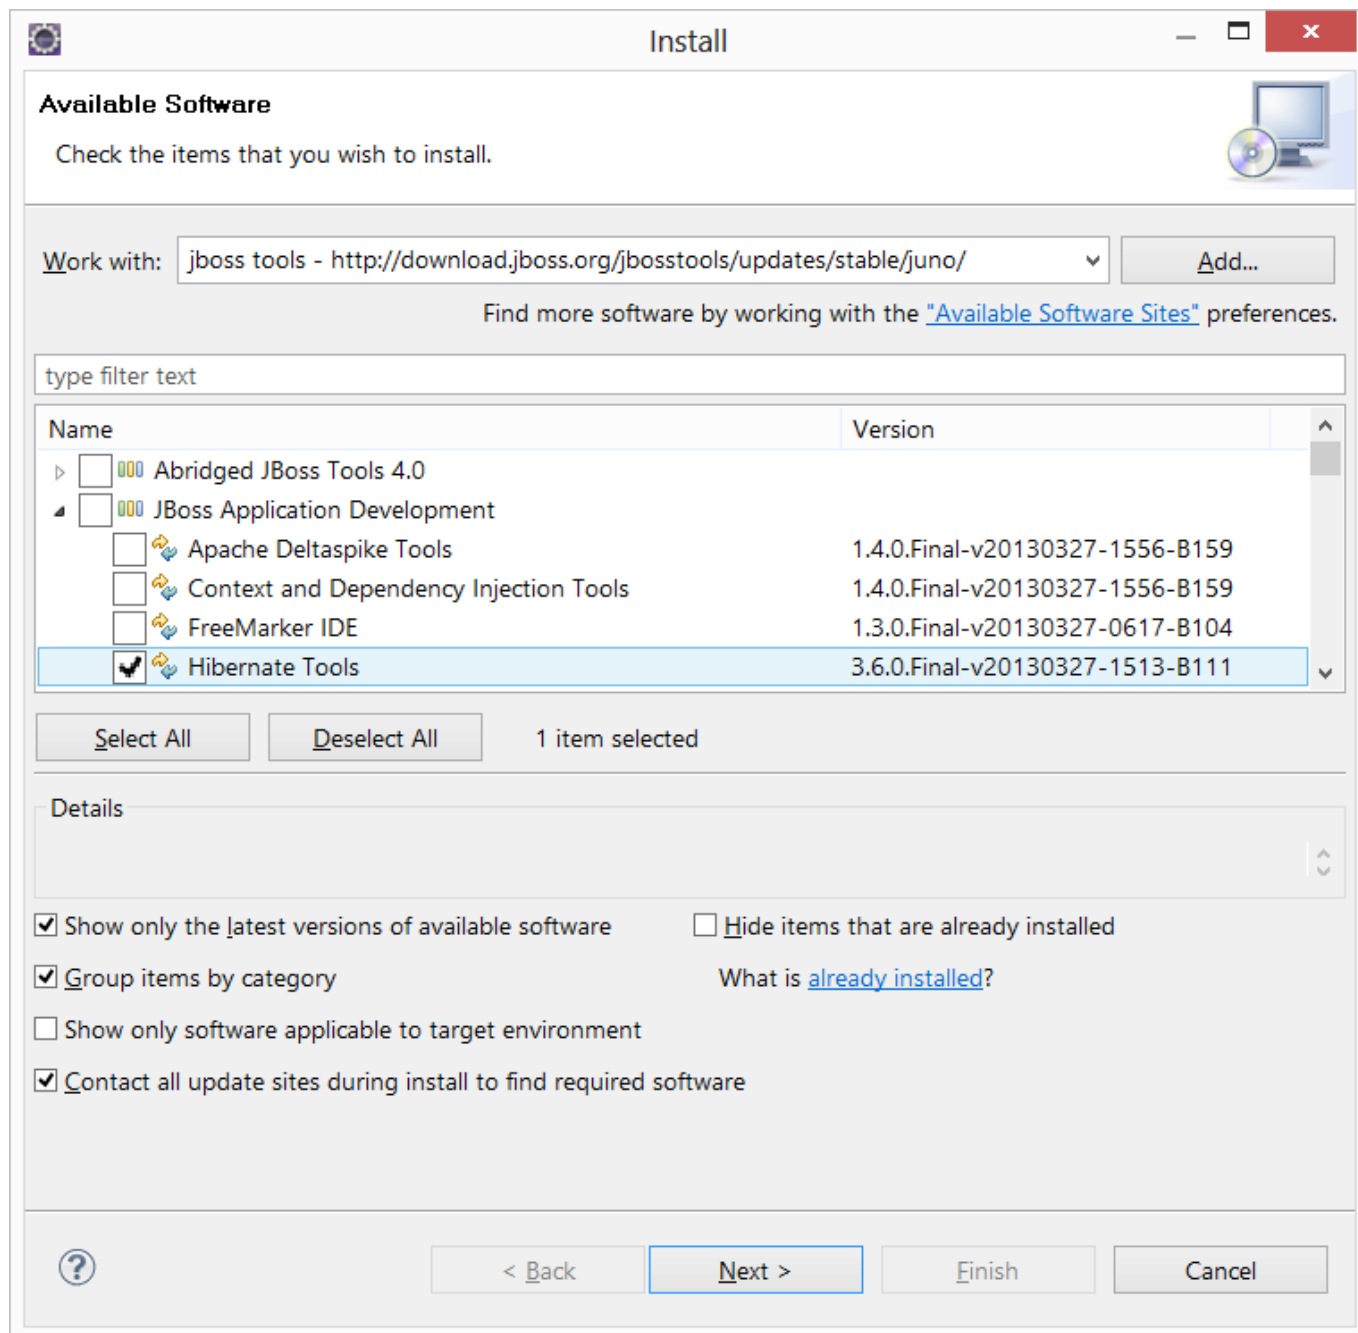 Install
Available Software
Check the items that you wish to install.
Work with: jboss tools - http://download.jboss.org/jbosstools/updates/stable/juno/ Add...
Find more software by working with the "Available Software Sites" preferences.
type filter text
Name Version
Abridged JBoss Tools 4.0
JBoss Application Development
Apache Deltaspike Tools 1.4.0.Final-v20130327-1556-B159
Context and Dependency Injection Tools 1.4.0.Final-v20130327-1556-B159
FreeMarker IDE 1.3.0.Final-v20130327-0617-B104
Hibernate Tools 3.6.0.Final-v20130327-1513-B111
Select All Deselect All 1 item selected
Details
Show only the latest versions of available software Hide items that are already installed
Group items by category What is already installed?
Show only software applicable to target environment
Contact all update sites during install to find required software
? < Back Next > Finish Cancel